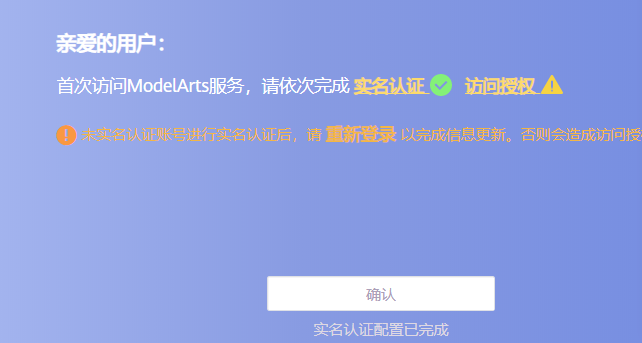 亲爱的用户：
首次访问ModelArts服务，请依次完成 实名认证 访问授权
未实名认证账号进行实名认证后，请 重新登录 以完成信息更新。否则会造成访问授
确认
实名认证配置已完成